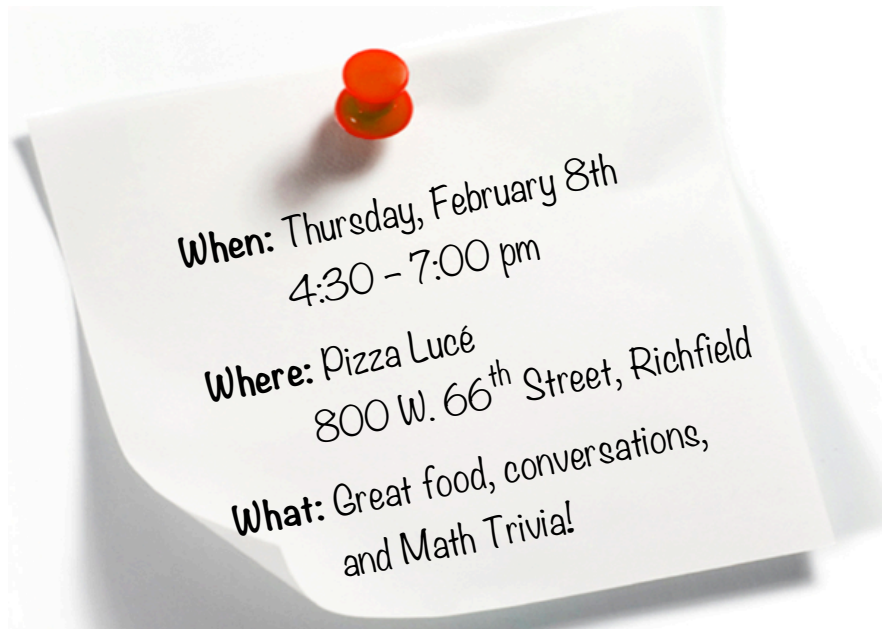 When: Thursday, February 8th
4:30 - 7:00 pm
Where: Pizza Lucé
800 W. 66th Street, Richfield
What: Great food, conversations,
and Math Trivia!